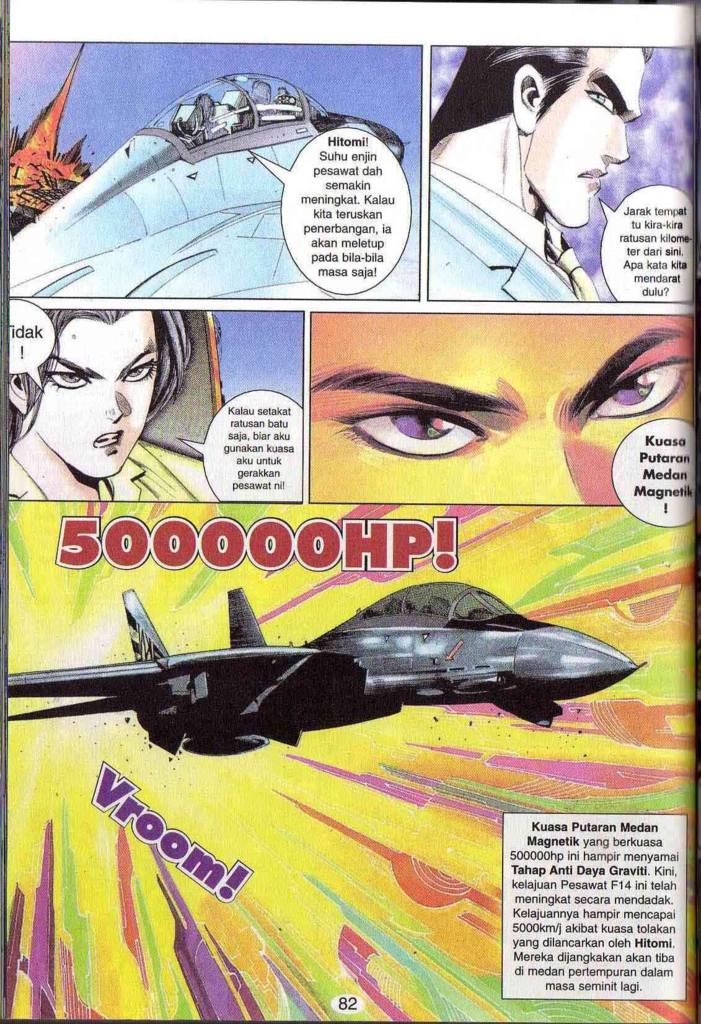 Hitomi!
Suhu enjin
pesawat dah
semakin
meningkat. Kalau
kita teruskan
penerbangan, ia
akan meletup
pada bila-bila
masa saja!
Jarak tempat
tu kira-kira
ratusan kilome-
ter dari sini.
Apa kata kita
mendarat
dulu?
Tidak
!
Kalau setakat
ratusan batu
saja, biar aku
gunakan kuasa
aku untuk
gerakkan
pesawat ni!
Kuasa
Putaran
Medan
Magnetik
!
500000HP!
Vroom!
Kuasa Putaran Medan
Magnetik yang berkuasa
500000hp ini hampir menyamai
Tahap Anti Daya Graviti. Kini,
kelajuan Pesawat F14 ini telah
meningkat secara mendadak.
Kelajuannya hampir mencapai
5000km/j akibat kuasa tolakan
yang dilancarkan oleh Hitomi.
Mereka dijangkakan akan tiba
di medan pertempuran dalam
masa seminit lagi.
82